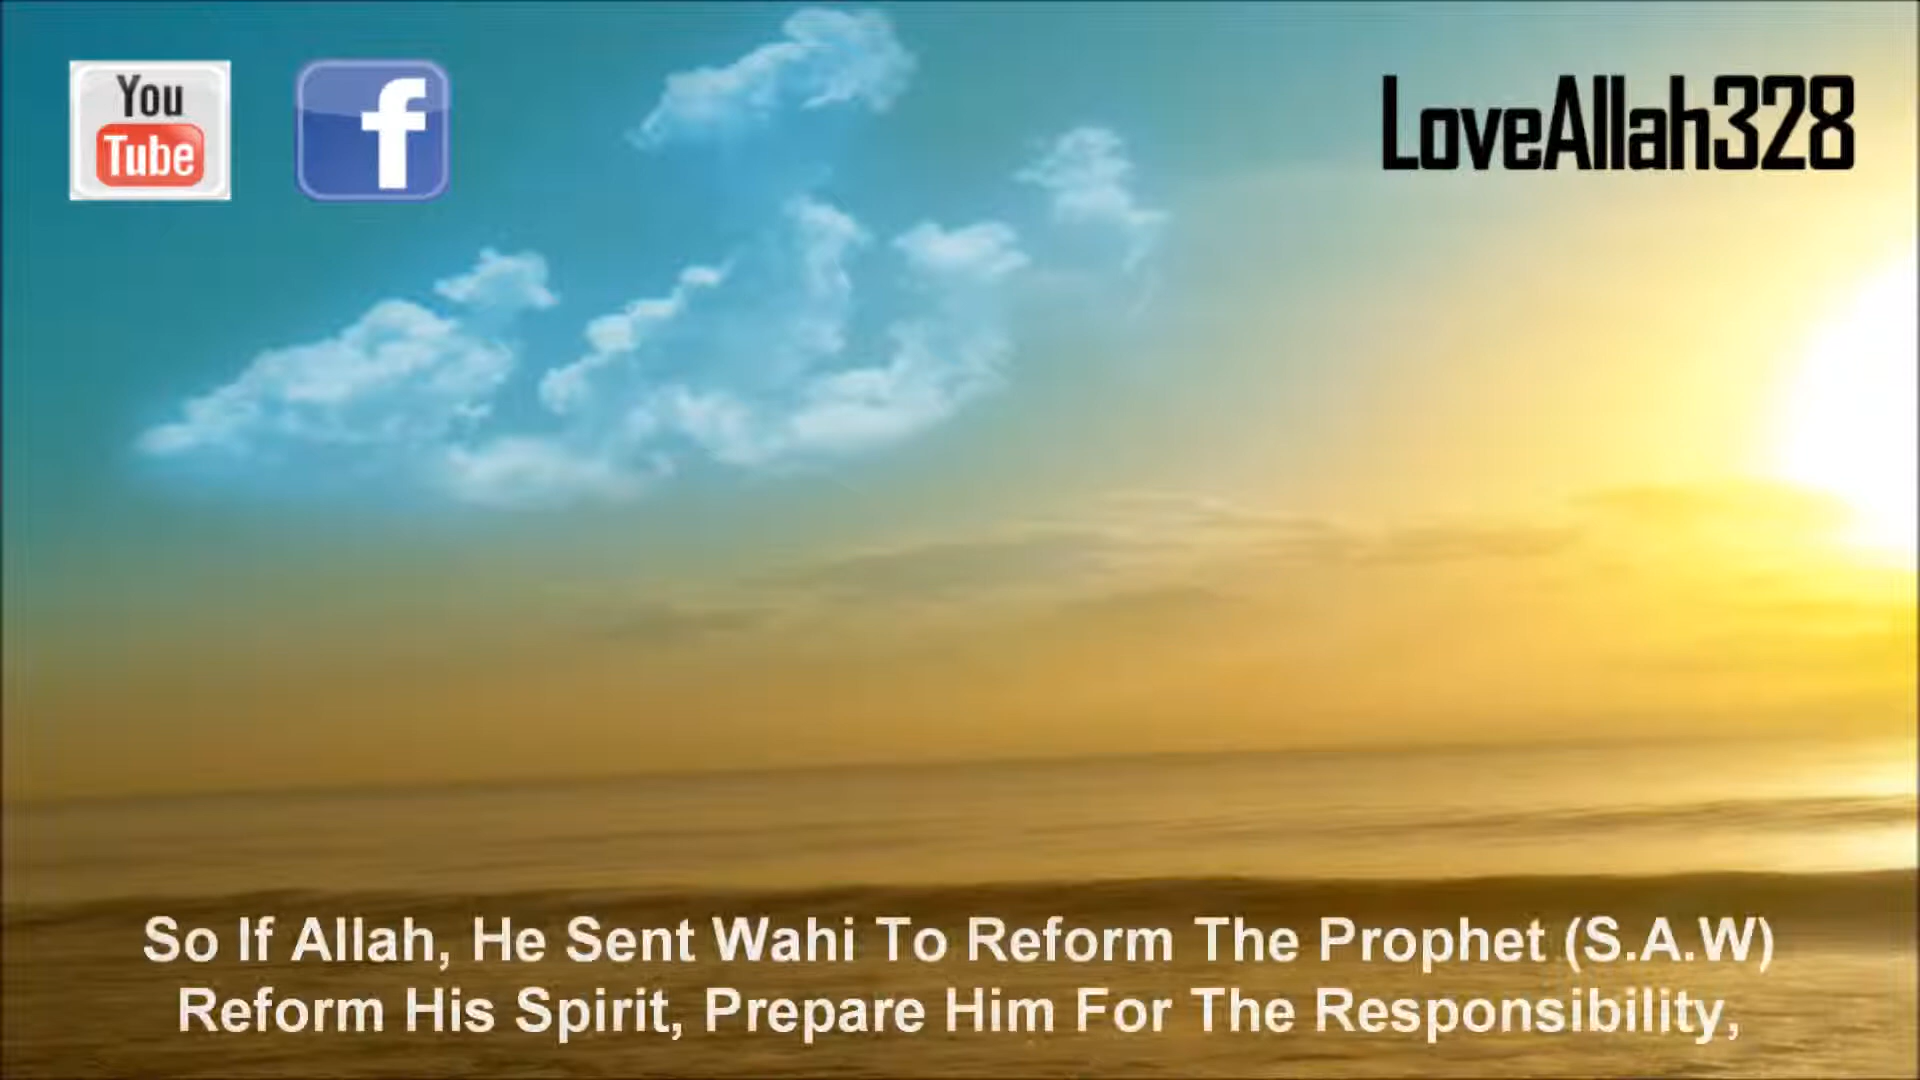 You
Tube
f
LoveAllah328
So If Allah, He Sent Wahi To Reform The Prophet (S.A.W)
Reform His Spirit, Prepare Him For The Responsibility,